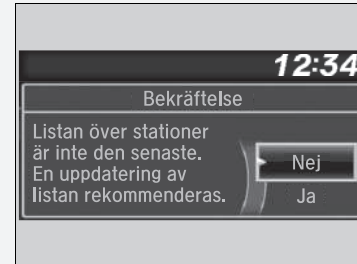 12:34
Bekräftelse
Listan över stationer
är inte den senaste.
En uppdatering av
listan rekommenderas.
Nej
Ja